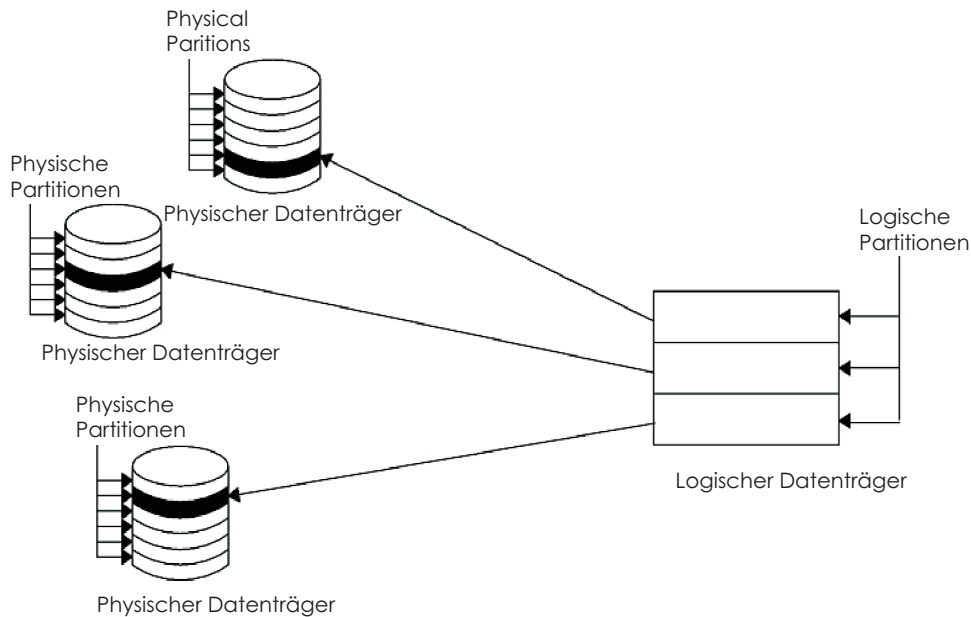 Physical
Paritions
Physischer Datenträger
Physische
Partitionen
Physischer Datenträger
Physische
Partitionen
Physischer Datenträger
Logische
Partitionen
Logischer Datenträger